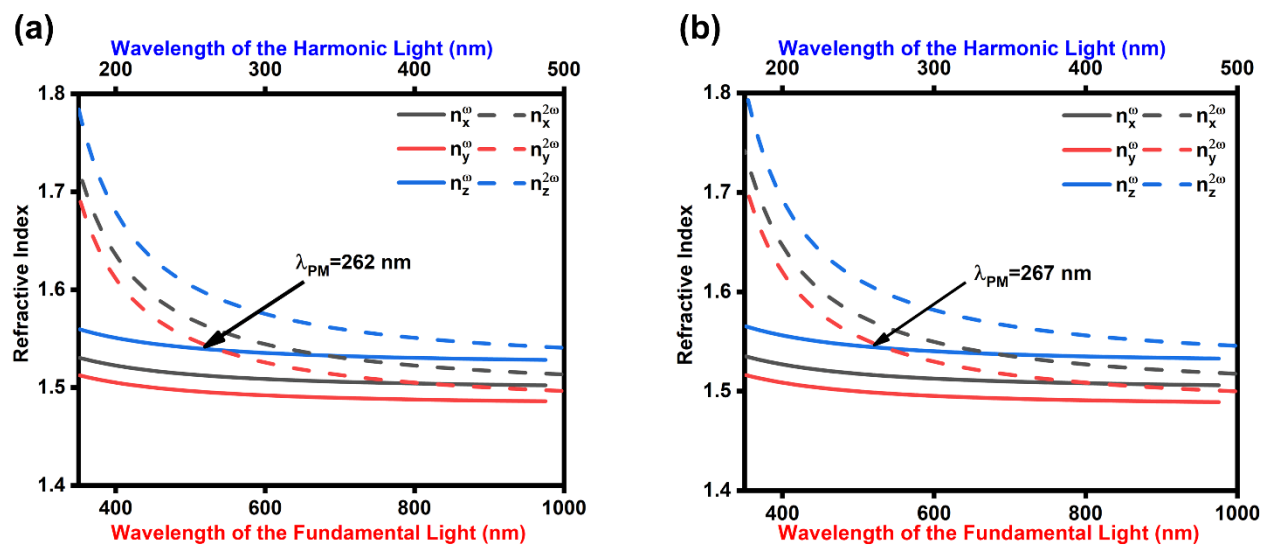 (a)
Wavelength of the Harmonic Light (nm)
200 300 400 500
1.8
1.7
1.6
1.5
1.4
Refractive Index
n_x^ω n_x^2ω
n_y^ω n_y^2ω
n_z^ω n_z^2ω
λ_PM=262 nm
400 600 800 1000
Wavelength of the Fundamental Light (nm)
(b)
Wavelength of the Harmonic Light (nm)
200 300 400 500
1.8
1.7
1.6
1.5
1.4
Refractive Index
n_x^ω n_x^2ω
n_y^ω n_y^2ω
n_z^ω n_z^2ω
λ_PM=267 nm
400 600 800 1000
Wavelength of the Fundamental Light (nm)